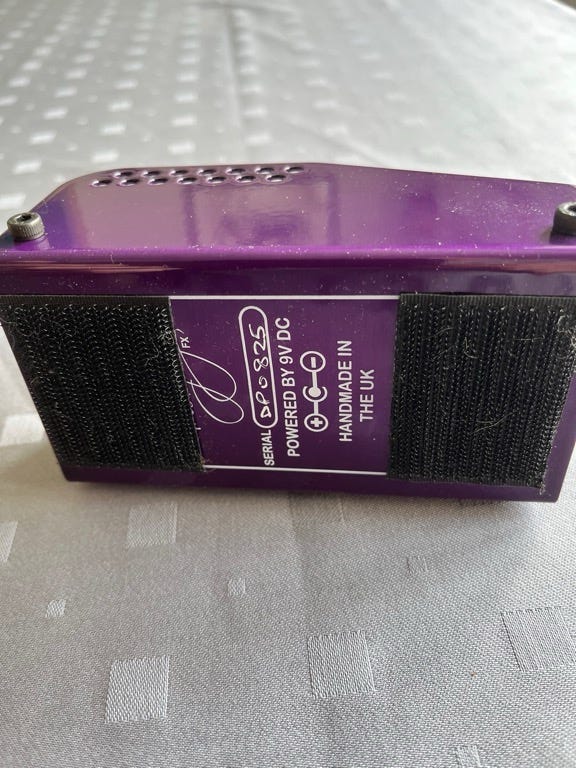 FX
SERIAL DP0825
POWERED BY 9V DC
HANDMADE IN
THE UK